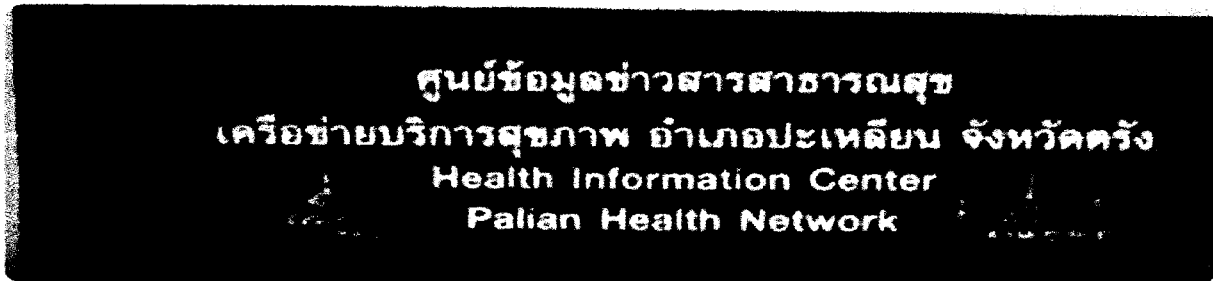 ศูนย์ข้อมูลข่าวสารสาธารณสุข
เครือข่ายบริการสุขภาพ อำเภอปะเหลียน จังหวัดตรัง
Health Information Center
Palian Health Network